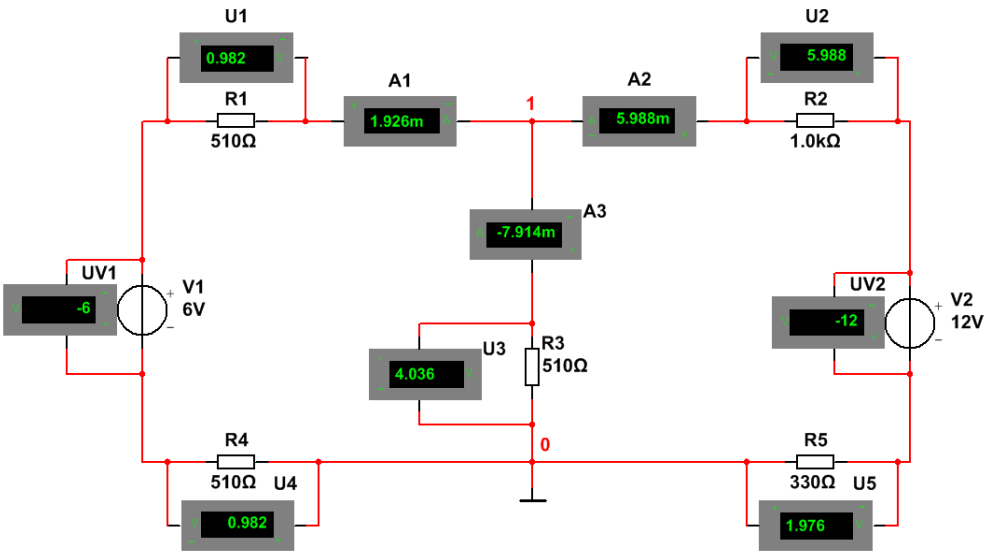 U1
0.982
R1
510Ω
A1
1.926m
1
A2
5.988m
U2
5.988
R2
1.0kΩ
A3
-7.914m
UV1
-6
V1
6V
+
−
UV2
-12
V2
12V
+
−
U3
4.036
R3
510Ω
0
R4
510Ω
U4
0.982
R5
330Ω
U5
1.976